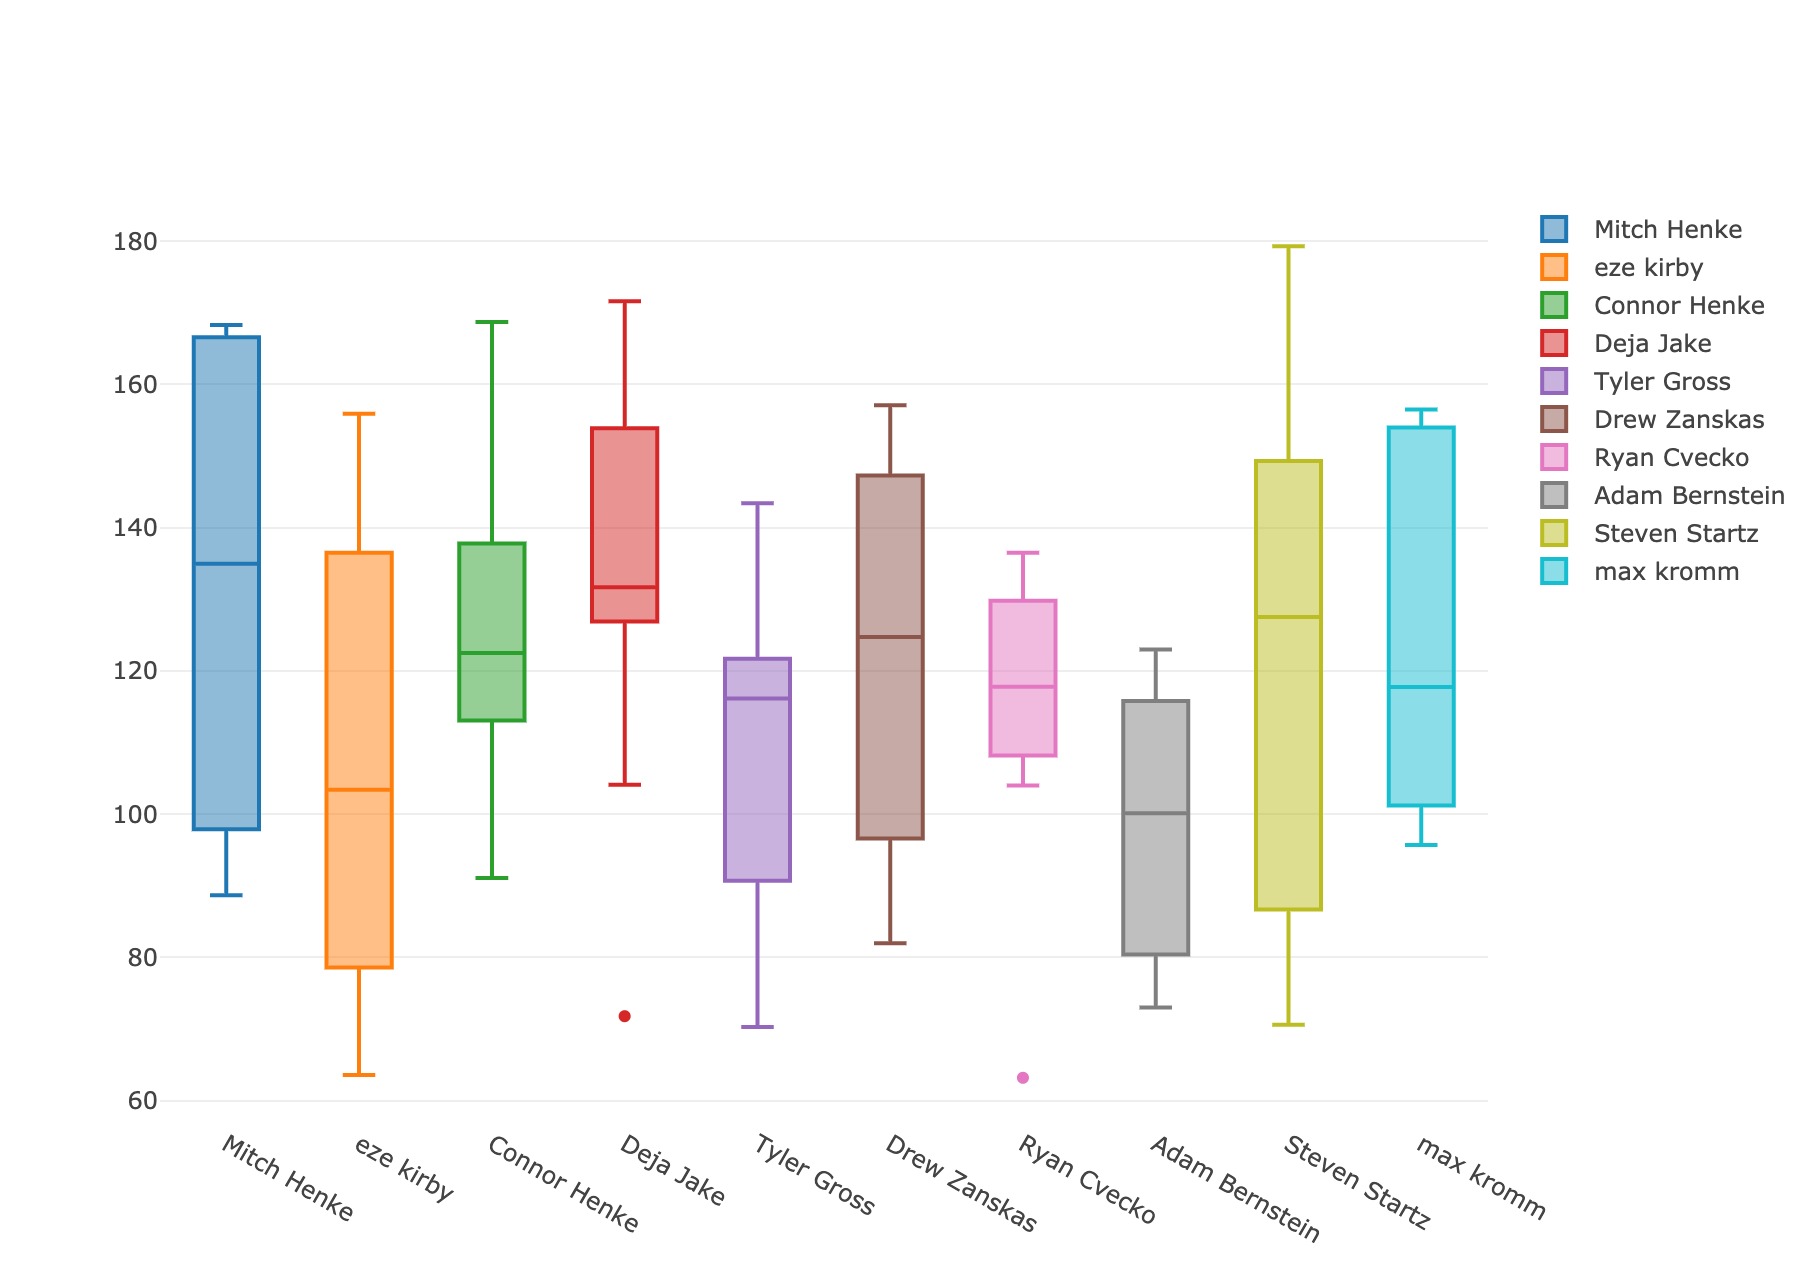 180
160
140
120
100
80
60
Mitch Henke
eze kirby
Connor Henke
Deja Jake
Tyler Gross
Drew Zanskas
Ryan Cvecko
Adam Bernstein
Steven Startz
max kromm
Mitch Henke
eze kirby
Connor Henke
Deja Jake
Tyler Gross
Drew Zanskas
Ryan Cvecko
Adam Bernstein
Steven Startz
max kromm